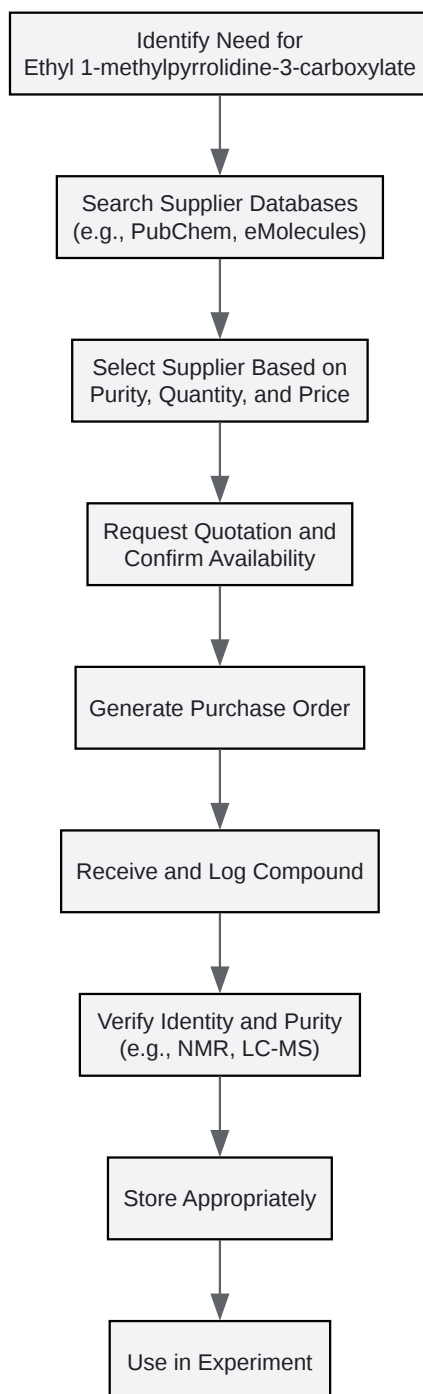 Identify Need for
Ethyl 1-methylpyrrolidine-3-carboxylate
Search Supplier Databases
(e.g., PubChem, eMolecules)
Select Supplier Based on
Purity, Quantity, and Price
Request Quotation and
Confirm Availability
Generate Purchase Order
Receive and Log Compound
Verify Identity and Purity
(e.g., NMR, LC-MS)
Store Appropriately
Use in Experiment